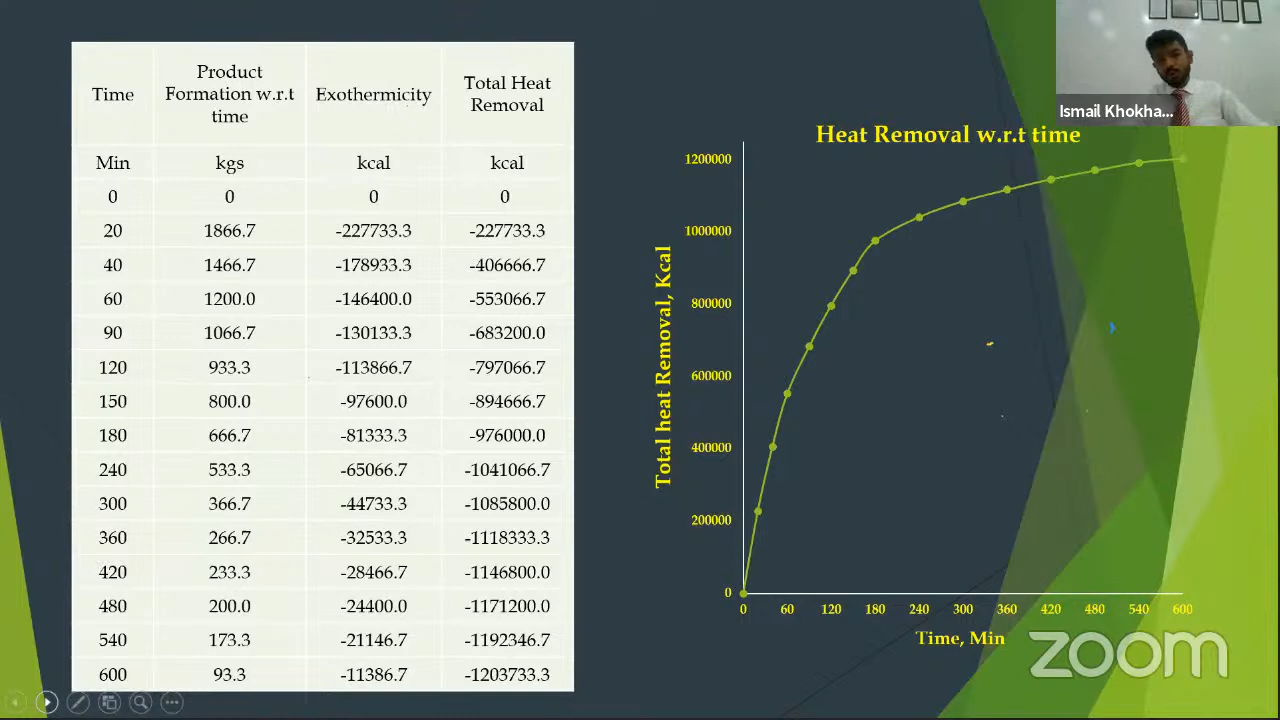 Time
Product
Formation w.r.t
time
Exothermicity
Total Heat
Removal
Min kgs kcal kcal
0 0 0 0
20 1866.7 -227733.3 -227733.3
40 1466.7 -178933.3 -406666.7
60 1200.0 -146400.0 -553066.7
90 1066.7 -130133.3 -683200.0
120 933.3 -113866.7 -797066.7
150 800.0 -97600.0 -894666.7
180 666.7 -81333.3 -976000.0
240 533.3 -65066.7 -1041066.7
300 366.7 -44733.3 -1085800.0
360 266.7 -32533.3 -1118333.3
420 233.3 -28466.7 -1146800.0
480 200.0 -24400.0 -1171200.0
540 173.3 -21146.7 -1192346.7
600 93.3 -11386.7 -1203733.3
Ismail Khokha...
Heat Removal w.r.t time
Total heat Removal, Kcal
1200000
1000000
800000
600000
400000
200000
0
0 60 120 180 240 300 360 420 480 540 600
Time, Min
zoom